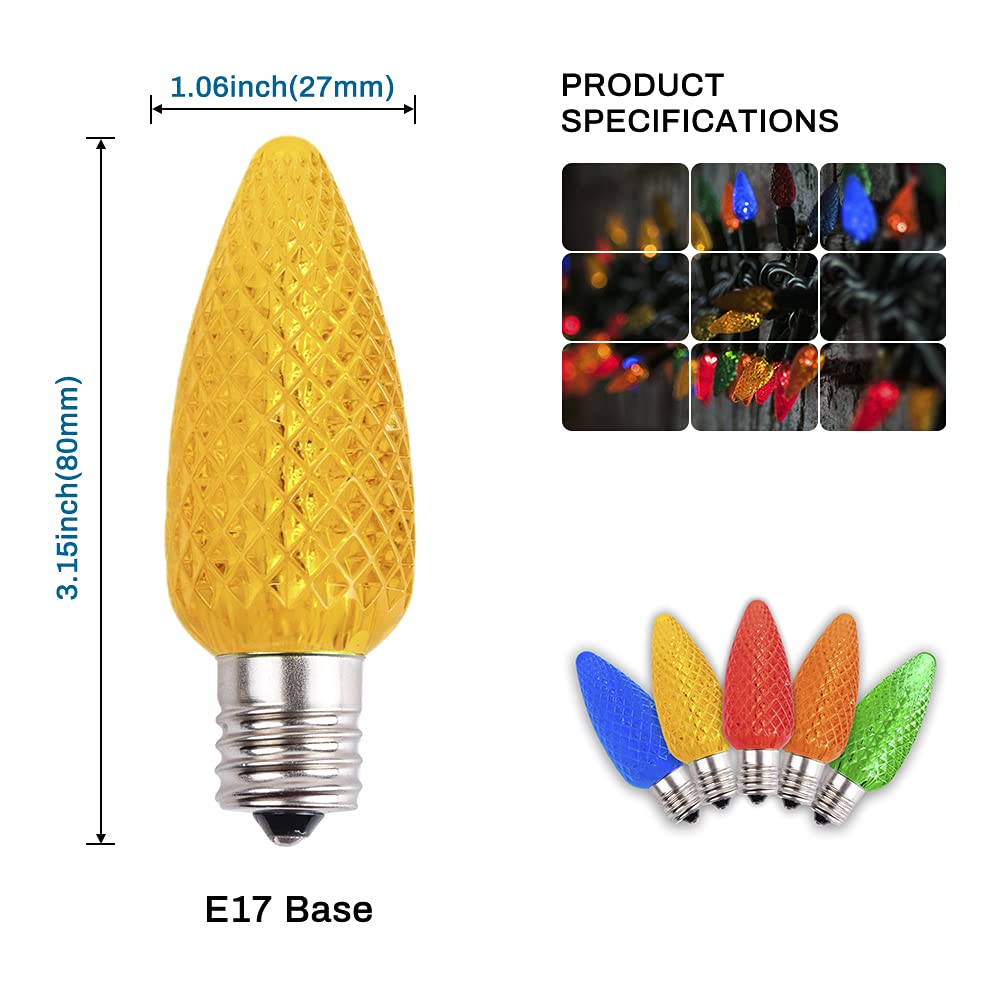 1.06inch(27mm)
PRODUCT
SPECIFICATIONS
3.15inch(80mm)
E17 Base